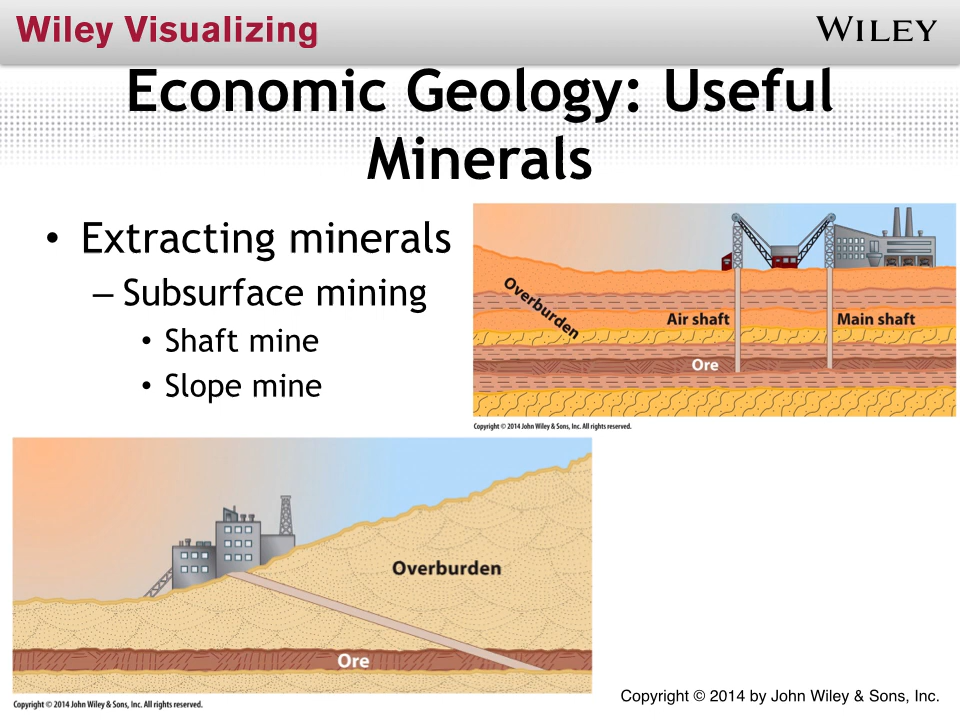 Wiley Visualizing
WILEY
Economic Geology: Useful
Minerals
• Extracting minerals
– Subsurface mining
• Shaft mine
• Slope mine
Overburden
Air shaft
Main shaft
Ore
Copyright © 2014 John Wiley & Sons, Inc. All rights reserved.
Overburden
Ore
Copyright © 2014 John Wiley & Sons, Inc. All rights reserved.
Copyright © 2014 by John Wiley & Sons, Inc.